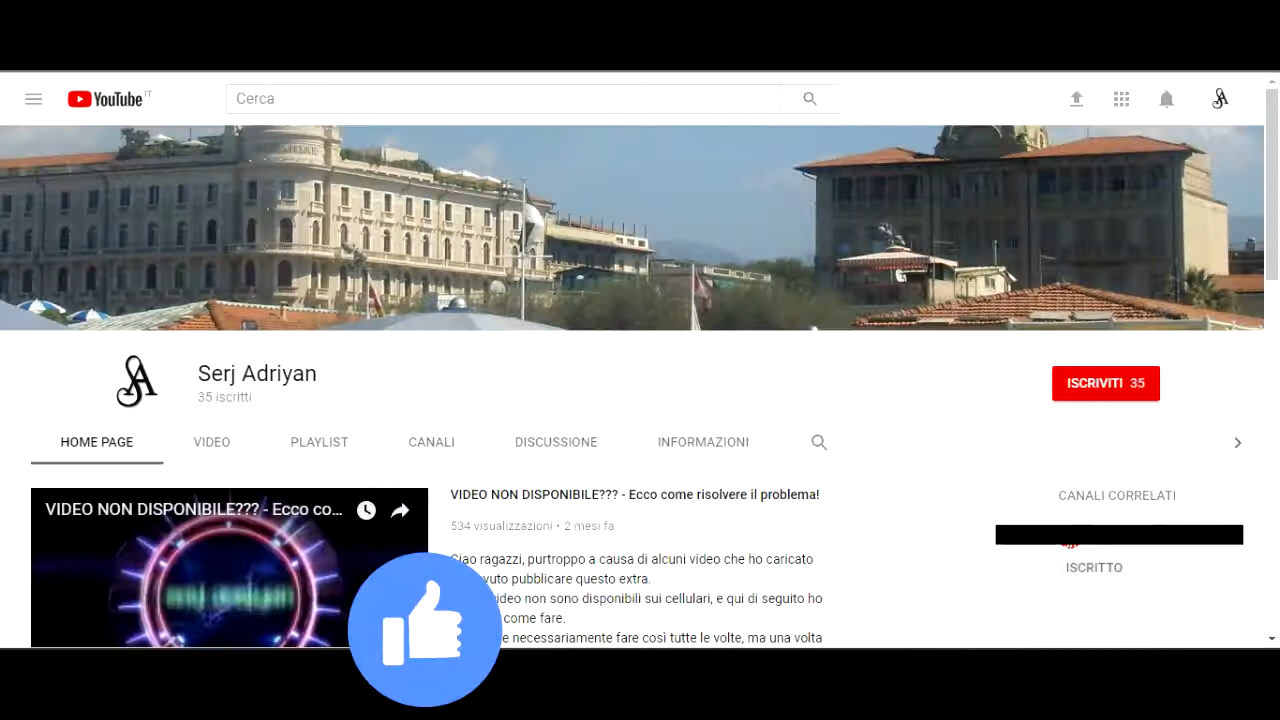 YouTube IT
Cerca
Serj Adriyan
35 iscritti
ISCRIVITI 35
HOME PAGE
VIDEO
PLAYLIST
CANALI
DISCUSSIONE
INFORMAZIONI
VIDEO NON DISPONIBILE??? - Ecco co...
VIDEO NON DISPONIBILE??? - Ecco come risolvere il problema!
534 visualizzazioni • 2 mesi fa
Ciao ragazzi, purtroppo a causa di alcuni video che ho caricato
pubblicare questo extra.
non sono disponibili sui cellulari, e qui di seguito ho
come fare.
necessariamente fare così tutte le volte, ma una volta
CANALI CORRELATI
ISCRITTO